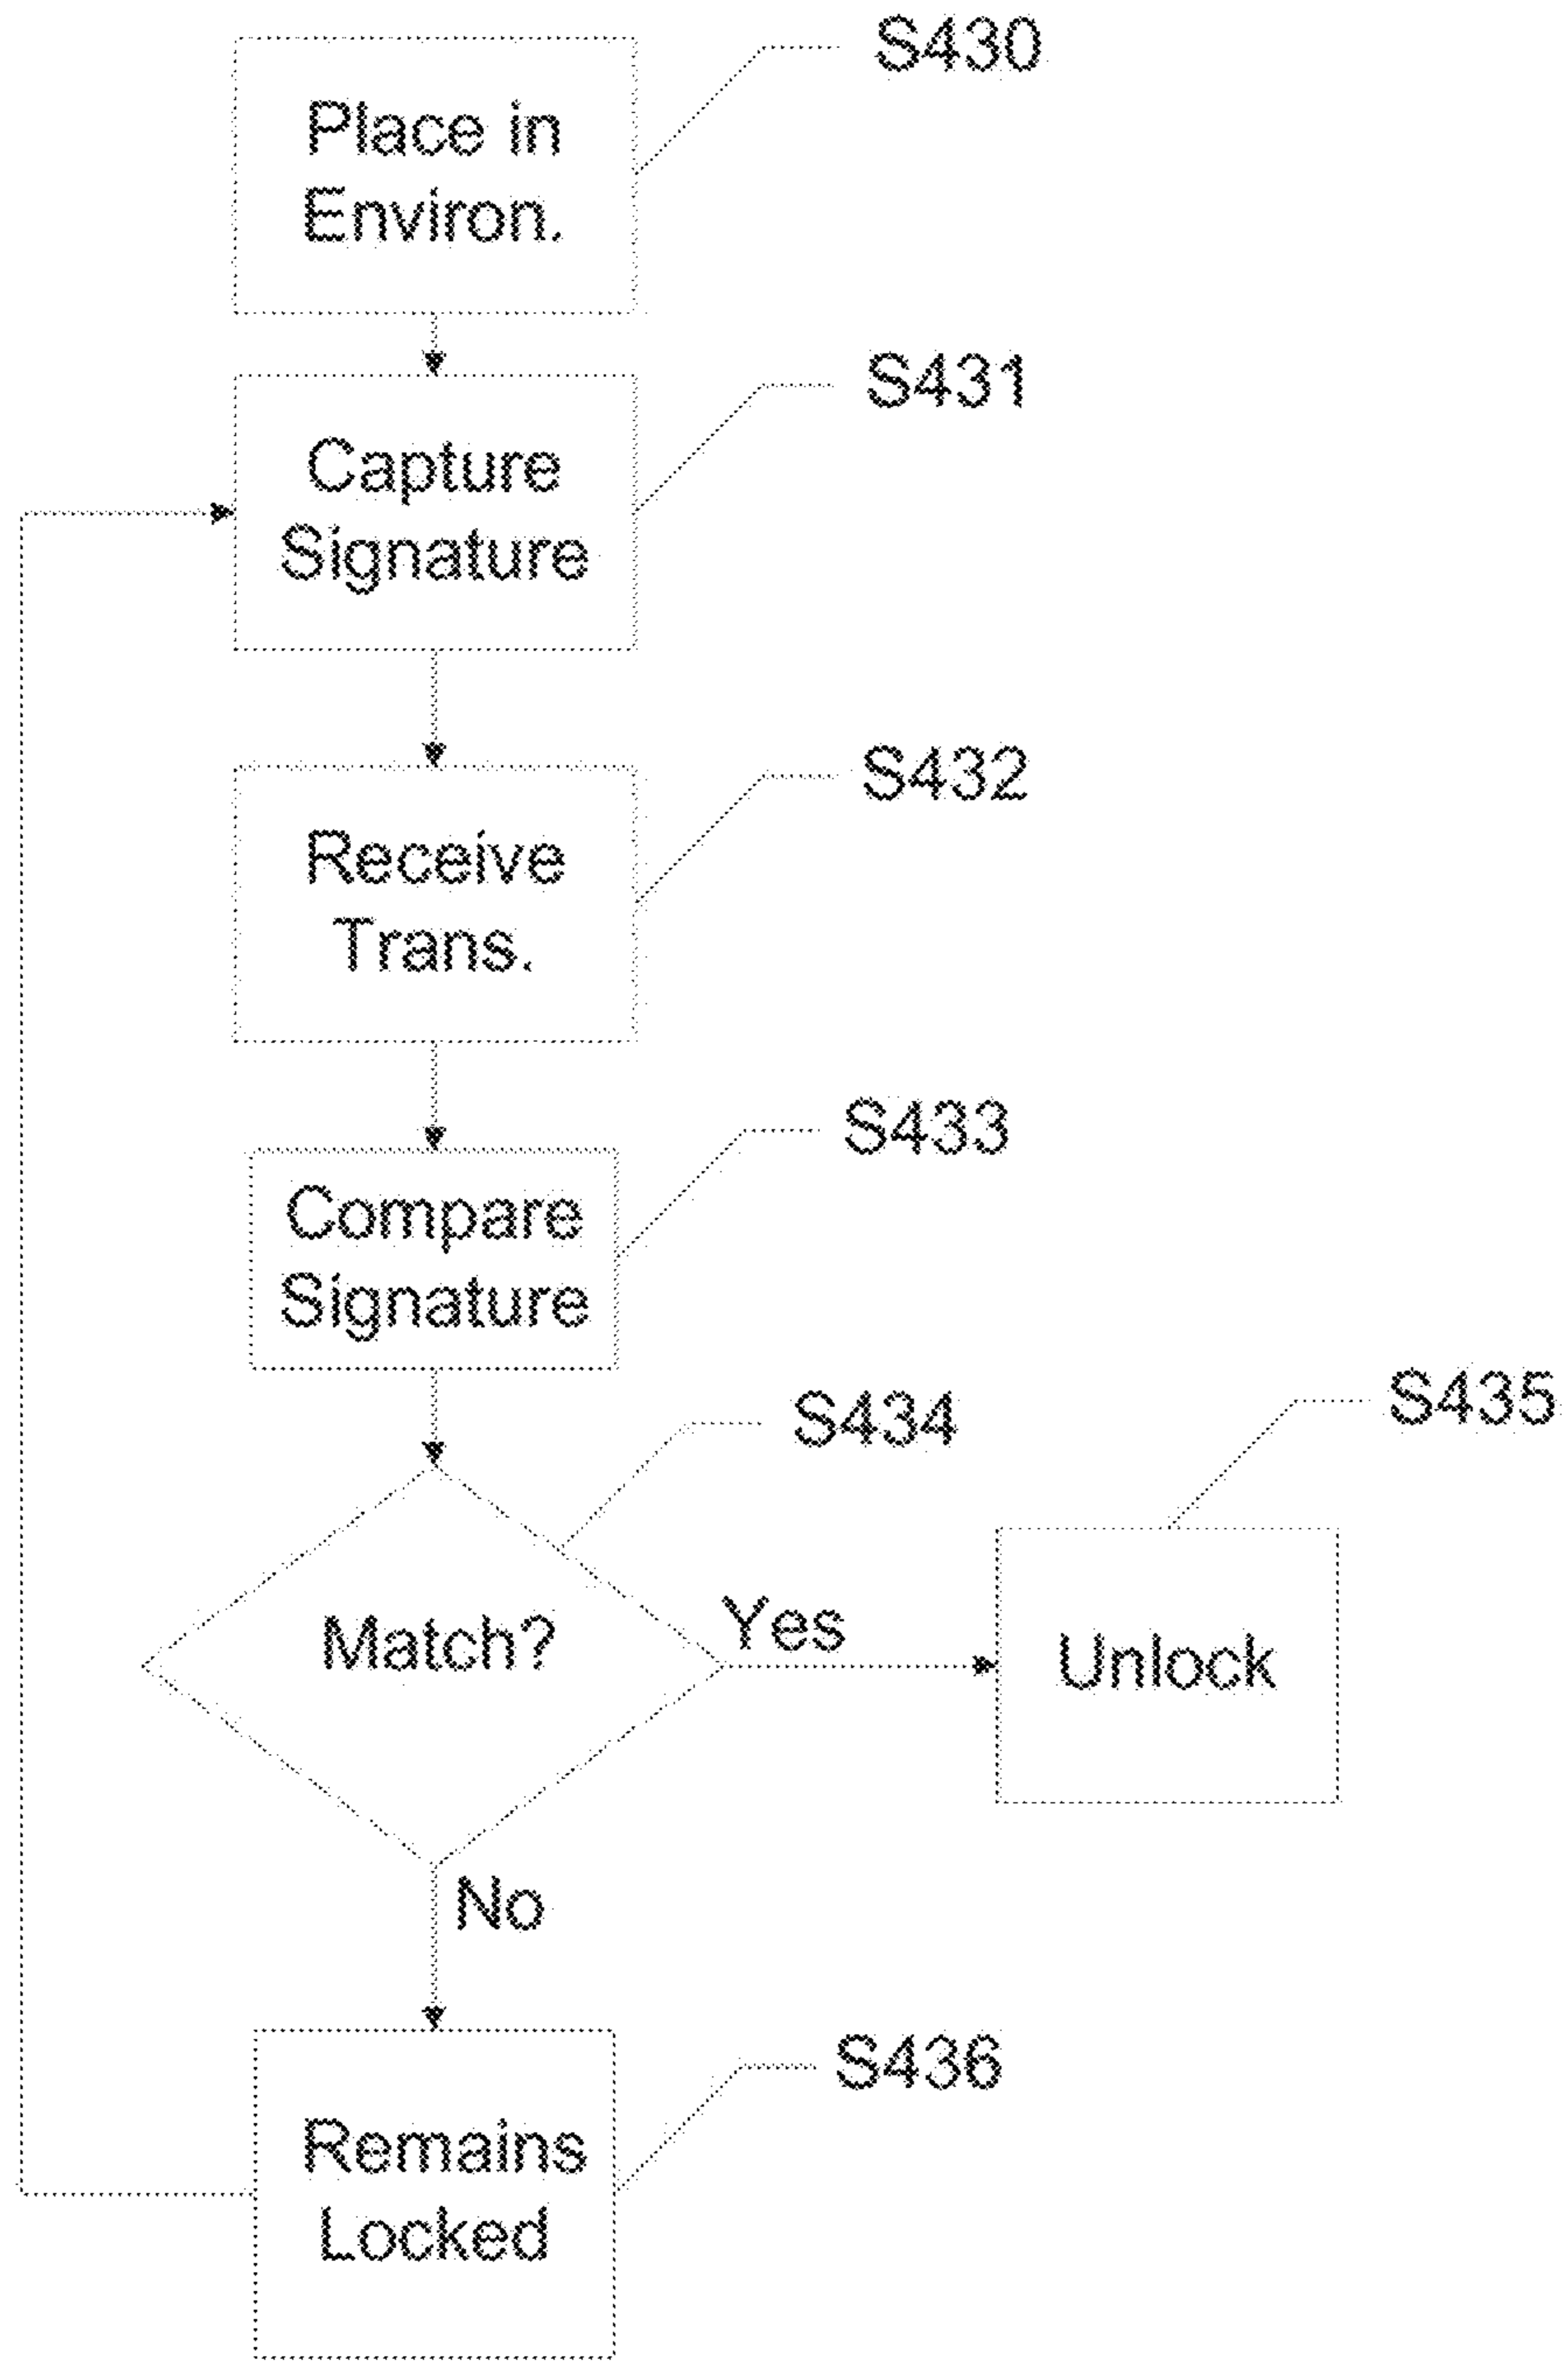 S430
Place in
Environ.
S431
Capture
Signature
S432
Receive
Trans.
S433
Compare
Signature
S434
S435
Match?
Yes
Unlock
No
S436
Remains
Locked